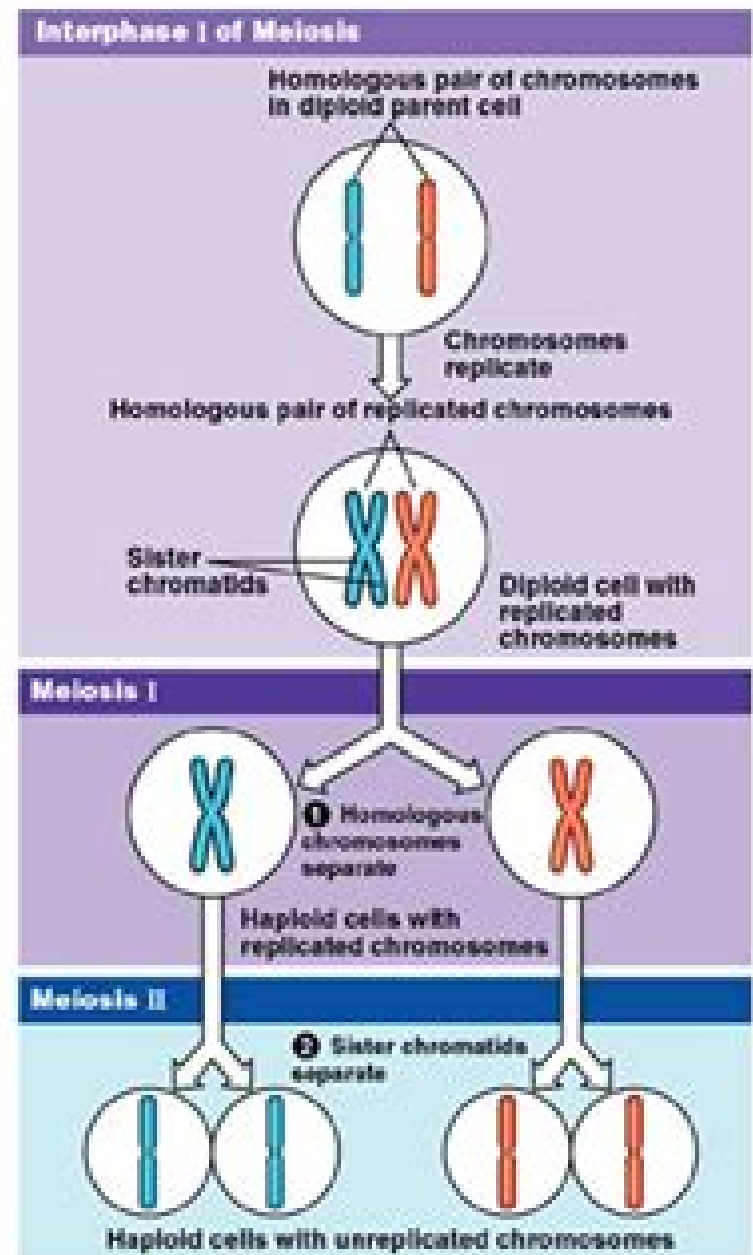 Interphase I of Meiosis
Homologous pair of chromosomes
in diploid parent cell
Chromosomes
replicate
Homologous pair of replicated chromosomes
Sister
chromatids
Diploid cell with
replicated
chromosomes
Meiosis I
1 Homologous
chromosomes
separate
Haploid cells with
replicated chromosomes
Meiosis II
2 Sister chromatids
separate
Haploid cells with unreplicated chromosomes